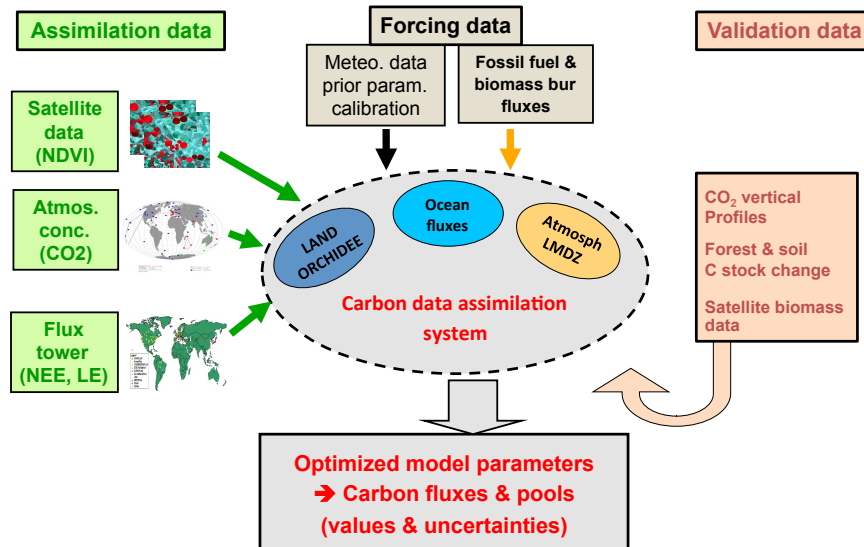 Assimilation data
Forcing data
Validation data
Meteo. data
prior param.
calibration
Fossil fuel &
biomass bur
fluxes
Satellite
data
(NDVI)
Atmos.
conc.
(CO2)
Flux
tower
(NEE, LE)
LAND
ORCHIDEE
Ocean
fluxes
Atmosph
LMDZ
Carbon data assimilation
system
CO₂ vertical
Profiles
Forest & soil
C stock change
Satellite biomass
data
Optimized model parameters
➔ Carbon fluxes & pools
(values & uncertainties)